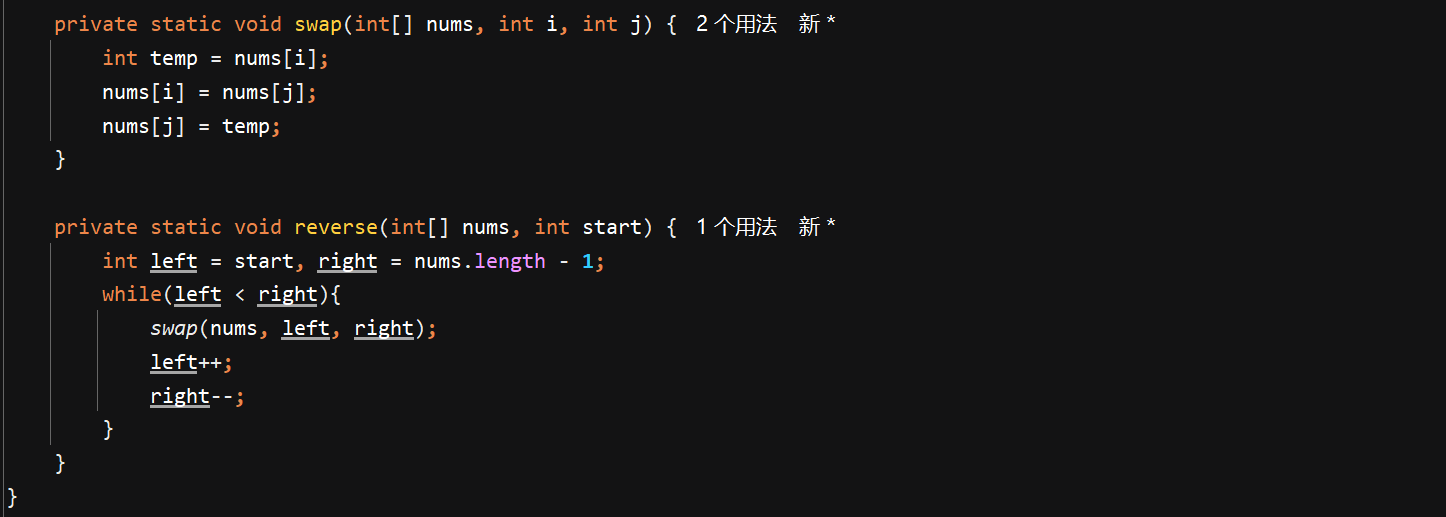 private static void swap(int[] nums, int i, int j) { 2 个用法 新 *
int temp = nums[i];
nums[i] = nums[j];
nums[j] = temp;
}
private static void reverse(int[] nums, int start) { 1 个用法 新 *
int left = start, right = nums.length - 1;
while(left < right){
swap(nums, left, right);
left++;
right--;
}
}
}